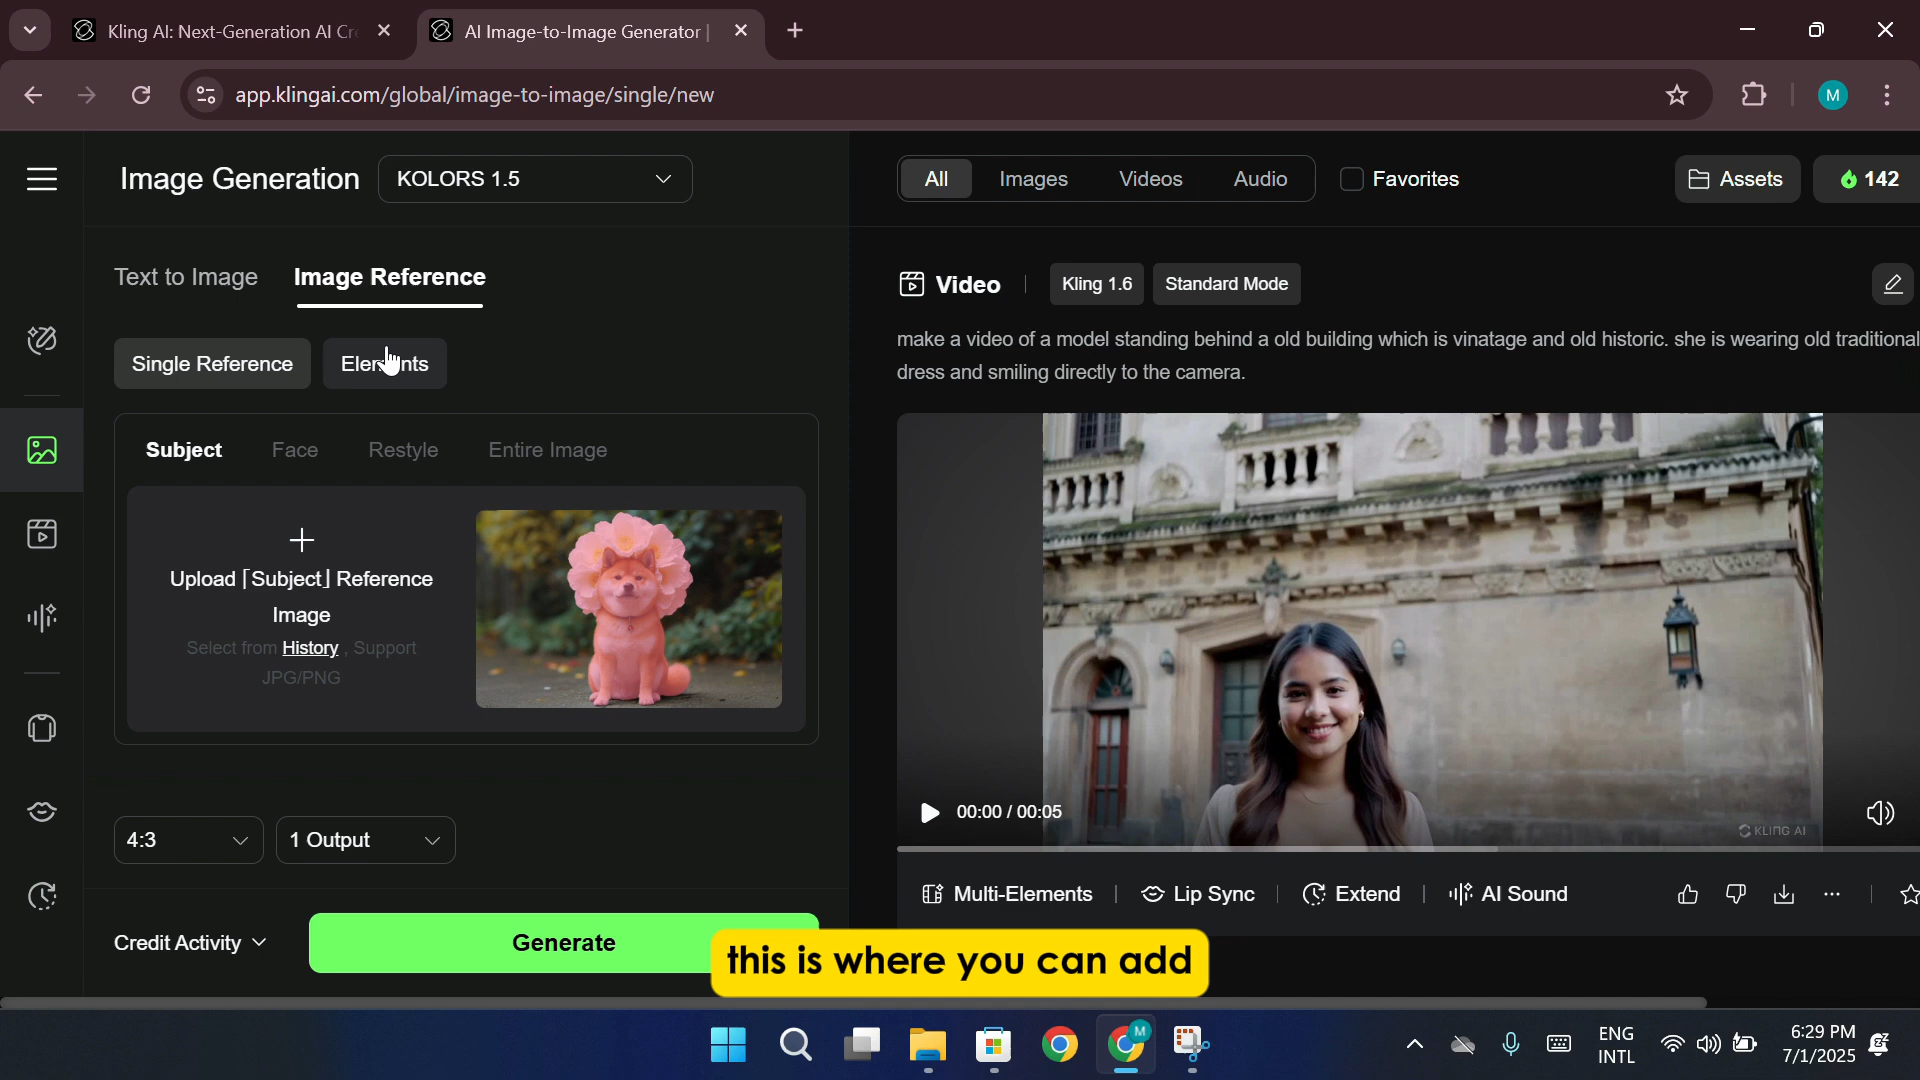 Kling AI: Next-Generation AI Cr
AI Image-to-Image Generator |
app.klingai.com/global/image-to-image/single/new
M
Image Generation
KOLORS 1.5
All
Images
Videos
Audio
Favorites
Assets
142
Text to Image
Image Reference
Video
Kling 1.6
Standard Mode
make a video of a model standing behind a old building which is vinatage and old historic. she is wearing old traditional
dress and smiling directly to the camera.
Single Reference
Elements
Subject
Face
Restyle
Entire Image
Upload「Subject」Reference
Image
Select from History , Support
JPG/PNG
00:00 / 00:05
KLING AI
4:3
1 Output
Multi-Elements
Lip Sync
Extend
AI Sound
Credit Activity
Generate
this is where you can add
M
ENG
INTL
6:29 PM
7/1/2025